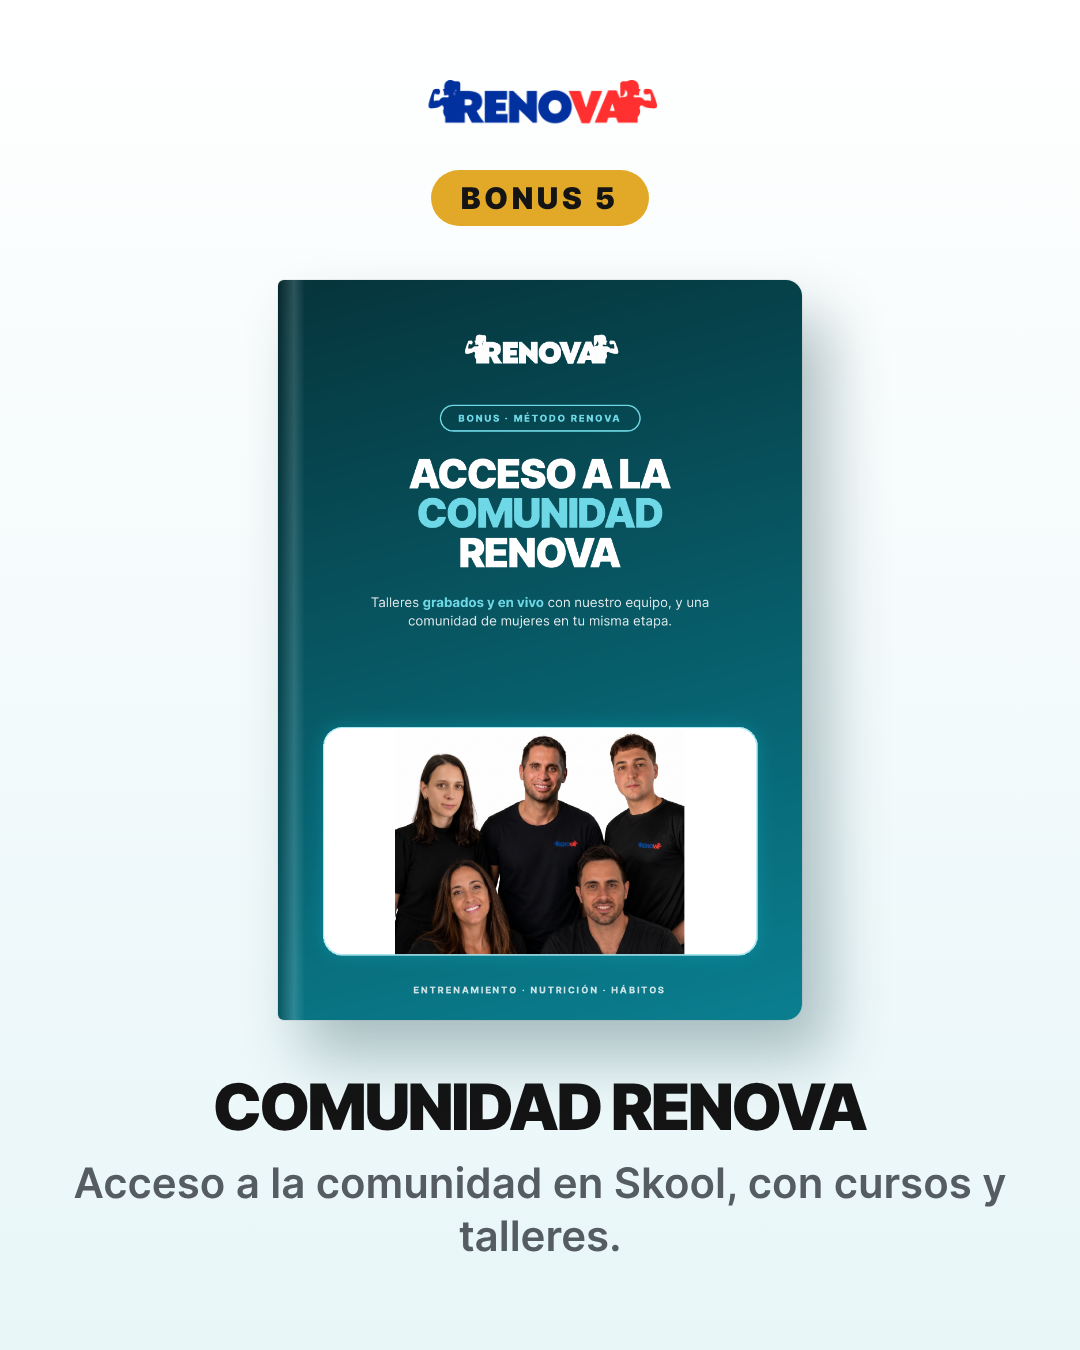 RENOVA
BONUS 5
RENOVA
BONUS · MÉTODO RENOVA
ACCESO A LA
COMUNIDAD
RENOVA
Talleres grabados y en vivo con nuestro equipo, y una
comunidad de mujeres en tu misma etapa.
RENOVA
RENOVA
ENTRENAMIENTO · NUTRICIÓN · HÁBITOS
COMUNIDAD RENOVA
Acceso a la comunidad en Skool, con cursos y
talleres.